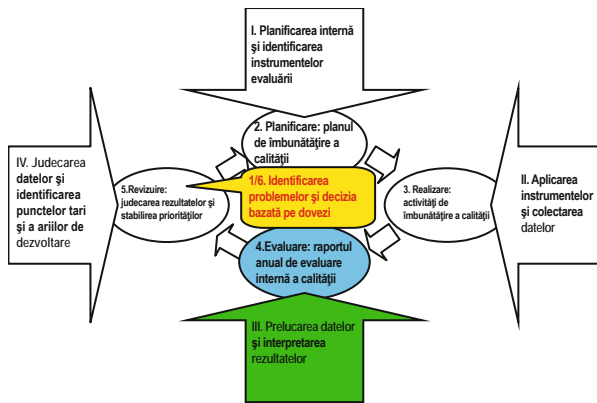 I. Planificarea internă
şi identificarea
instrumentelor
evaluării
2. Planificare: planul
de îmbunătăţire a
calităţii
IV. Judecarea
datelor şi
identificarea
punctelor tari
şi a ariilor de
dezvoltare
5.Revizuire:
judecarea rezultatelor şi
stabilirea priorităţilor
1/6. Identificarea
problemelor şi decizia
bazată pe dovezi
3. Realizare:
activităţi de
îmbunătăţire a calităţii
II. Aplicarea
instrumentelor
şi colectarea
datelor
4.Evaluare: raportul
anual de evaluare
internă a calităţii
III. Prelucarea datelor
şi interpretarea
rezultatelor